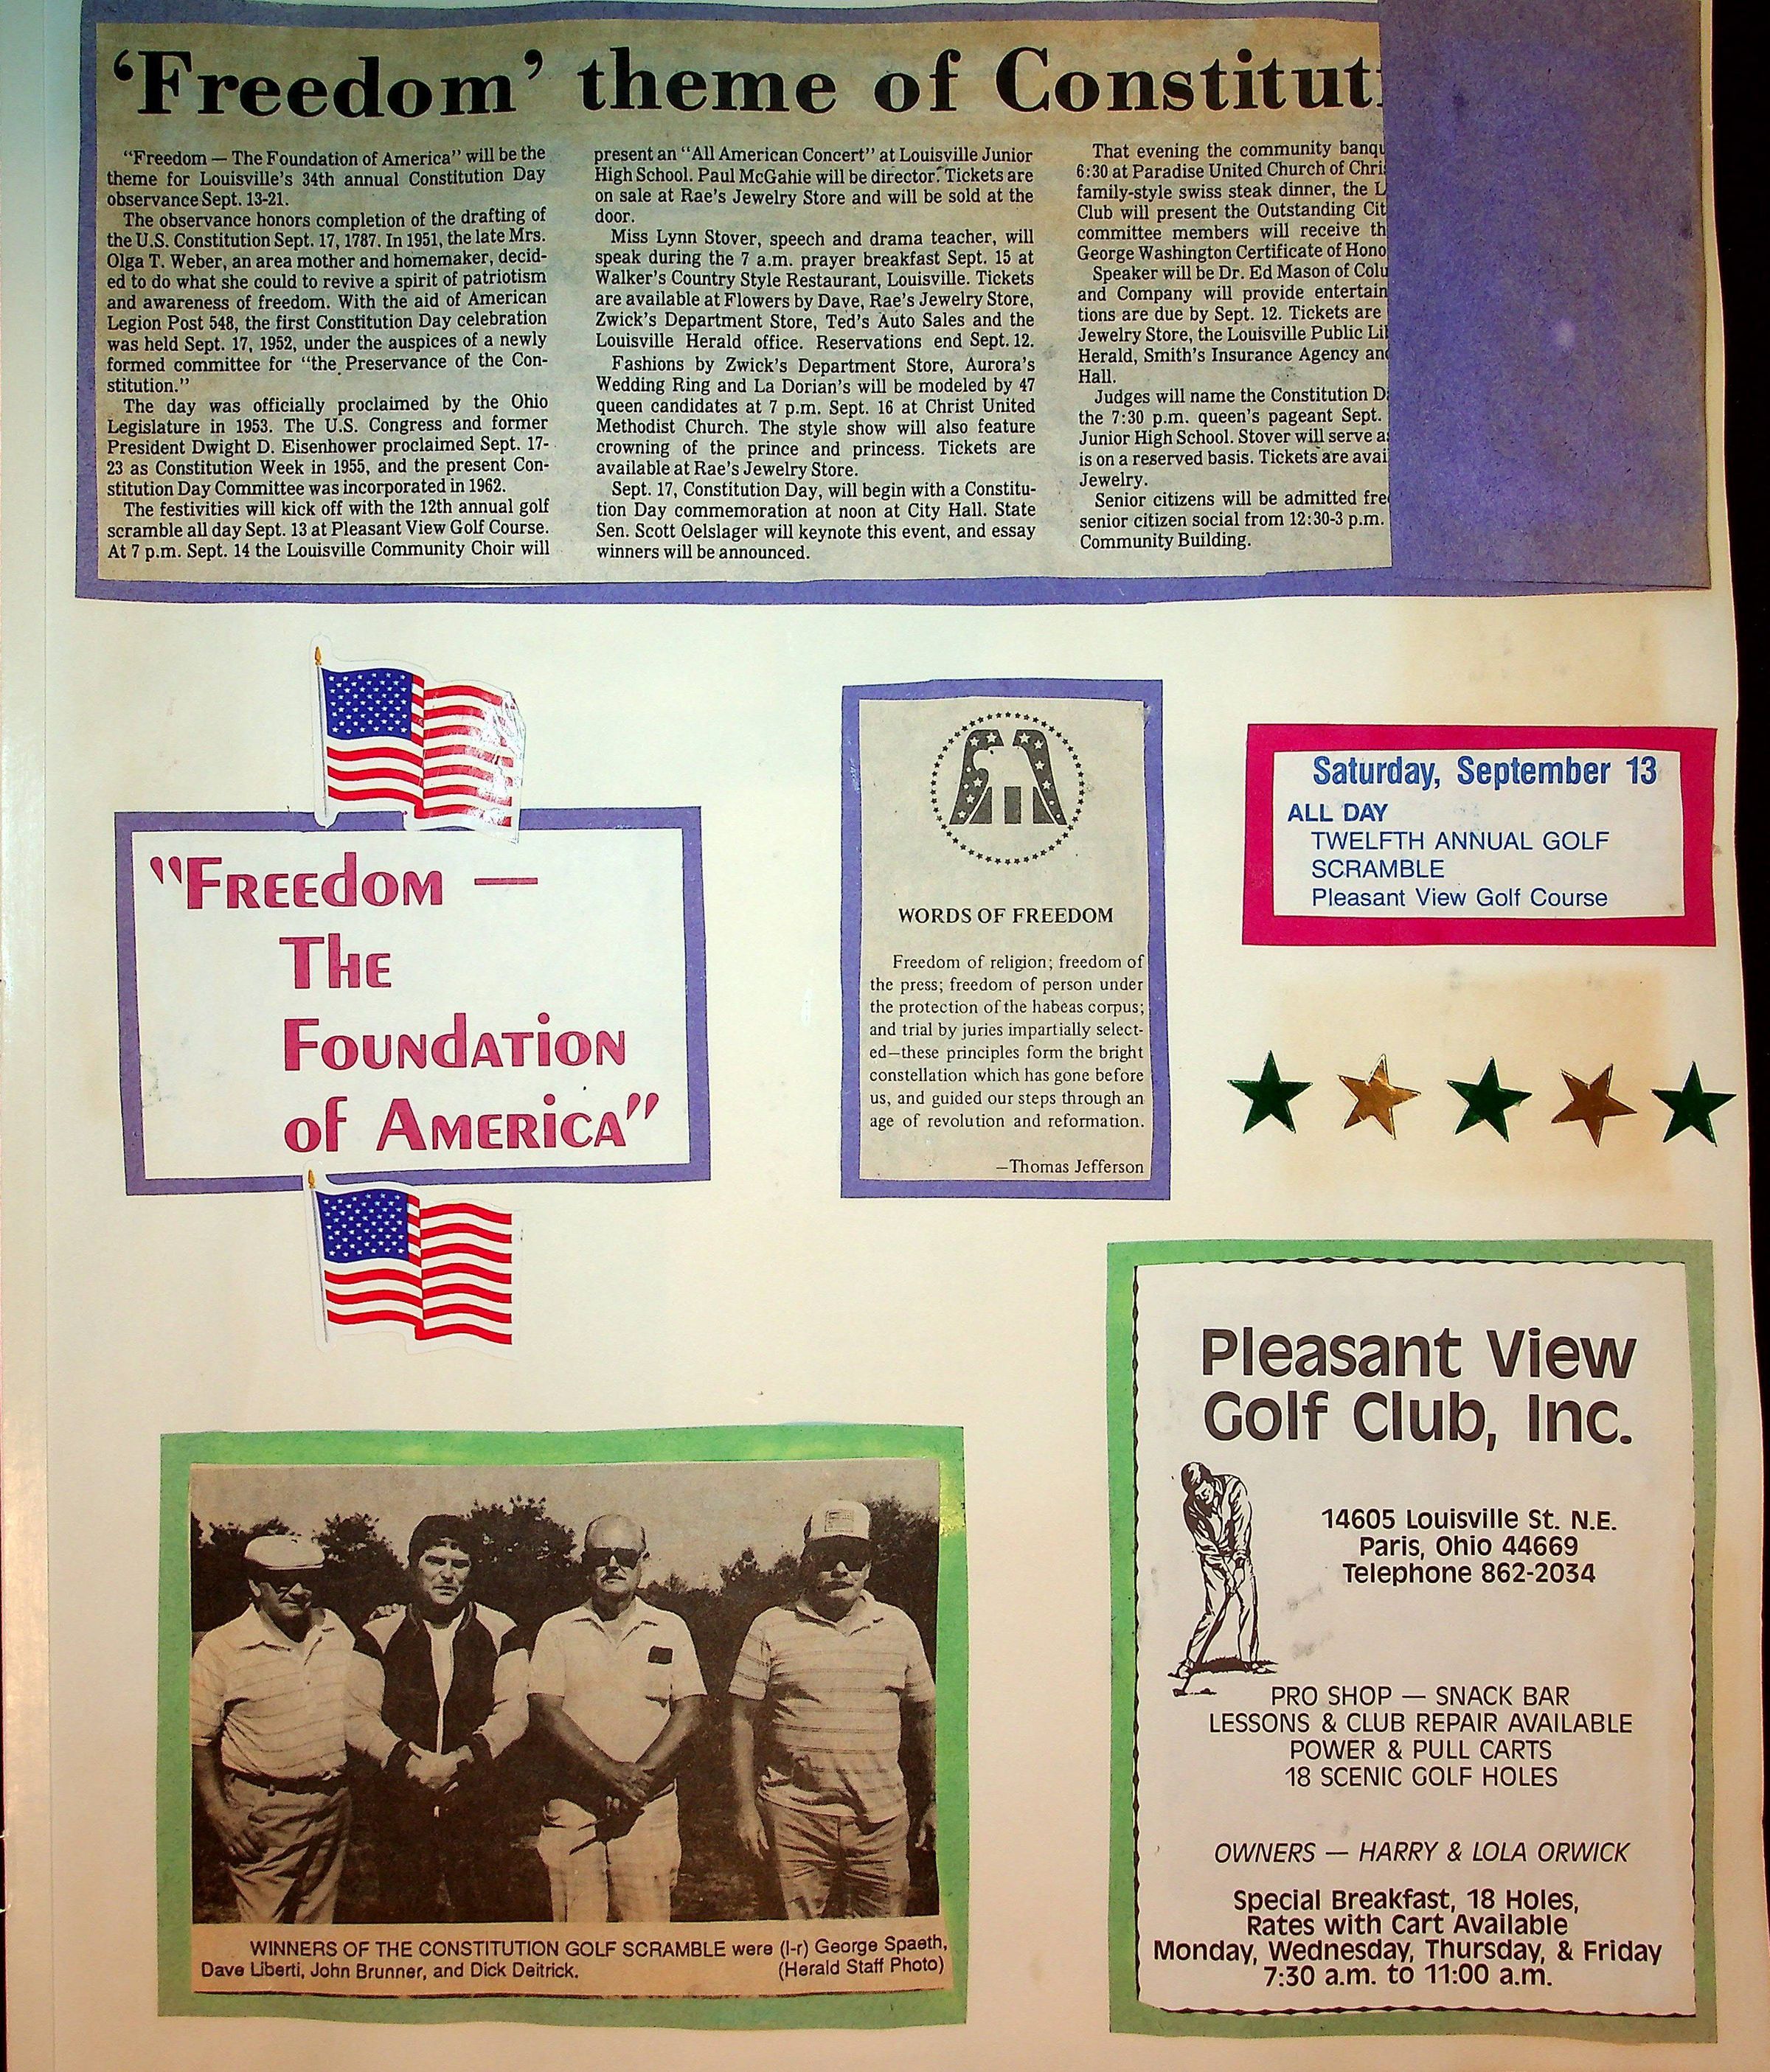 ‘Freedom’ theme of Constitut
“Freedom — The Foundation of America” will be the
theme for Louisville's 34th annual Constitution Day
observance Sept. 13-21.
The observance honors completion of the drafting of
the U.S. Constitution Sept. 17, 1787. In 1951, the late Mrs.
Olga T. Weber, an area mother and homemaker, decid-
ed to do what she could to revive a spirit of patriotism
and awareness of freedom. With the aid of American
Legion Post 548, the first Constitution Day celebration
was held Sept. 17, 1952, under the auspices of a newly
formed committee for “the Preservance of the Con-
stitution.”
The day was officially proclaimed by the Ohio
Legislature in 1953. The U.S. Congress and former
President Dwight D. Eisenhower proclaimed Sept. 17-
23 as Constitution Week in 1955, and the present Con-
stitution Day Committee was incorporated in 1962.
The festivities will kick off with the 12th annual golf
scramble all day Sept. 13 at Pleasant View Golf Course.
At 7 p.m. Sept. 14 the Louisville Community Choir will
present an “All American Concert” at Louisville Junior
High School. Paul McGahie will be director. Tickets are
on sale at Rae's Jewelry Store and will be sold at the
door.
Miss Lynn Stover, speech and drama teacher, will
speak during the 7 a.m. prayer breakfast Sept. 15 at
Walker's Country Style Restaurant, Louisville. Tickets
are available at Flowers by Dave, Rae's Jewelry Store,
Zwick's Department Store, Ted's Auto Sales and the
Louisville Herald office. Reservations end Sept. 12.
Fashions by Zwick's Department Store, Aurora's
Wedding Ring and La Dorian's will be modeled by 47
queen candidates at 7 p.m. Sept. 16 at Christ United
Methodist Church. The style show will also feature
crowning of the prince and princess. Tickets are
available at Rae's Jewelry Store.
Sept. 17, Constitution Day, will begin with a Constitu-
tion Day commemoration at noon at City Hall. State
Sen. Scott Oelslager will keynote this event, and essay
winners will be announced.
That evening the community banqu
6:30 at Paradise United Church of Chris
family-style swiss steak dinner, the L
Club will present the Outstanding Cit
committee members will receive th
George Washington Certificate of Hono
Speaker will be Dr. Ed Mason of Colu
and Company will provide entertain
tions are due by Sept. 12. Tickets are
Jewelry Store, the Louisville Public Lib
Herald, Smith's Insurance Agency and
Hall.
Judges will name the Constitution D
the 7:30 p.m. queen's pageant Sept.
Junior High School. Stover will serve as
is on a reserved basis. Tickets are avai
Jewelry.
Senior citizens will be admitted fre
senior citizen social from 12:30-3 p.m.
Community Building.
"Freedom —
The
Foundation
of America"
WORDS OF FREEDOM
Freedom of religion; freedom of
the press; freedom of person under
the protection of the habeas corpus;
and trial by juries impartially select-
ed—these principles form the bright
constellation which has gone before
us, and guided our steps through an
age of revolution and reformation.
—Thomas Jefferson
Saturday, September 13
ALL DAY
TWELFTH ANNUAL GOLF
SCRAMBLE
Pleasant View Golf Course
WINNERS OF THE CONSTITUTION GOLF SCRAMBLE were (l-r) George Spaeth,
Dave Liberti, John Brunner, and Dick Deitrick. (Herald Staff Photo)
Pleasant View
Golf Club, Inc.
14605 Louisville St. N.E.
Paris, Ohio 44669
Telephone 862-2034
PRO SHOP — SNACK BAR
LESSONS & CLUB REPAIR AVAILABLE
POWER & PULL CARTS
18 SCENIC GOLF HOLES
OWNERS — HARRY & LOLA ORWICK
Special Breakfast, 18 Holes,
Rates with Cart Available
Monday, Wednesday, Thursday, & Friday
7:30 a.m. to 11:00 a.m.